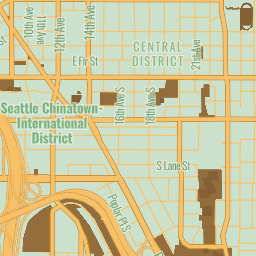 10th Ave
11th Ave
12th Ave
14th Ave
CENTRAL
DISTRICT
21st Ave
E Fir St
16th Ave S
18th Ave S
Seattle Chinatown-
International
District
S Lane St
Poplar Pl S